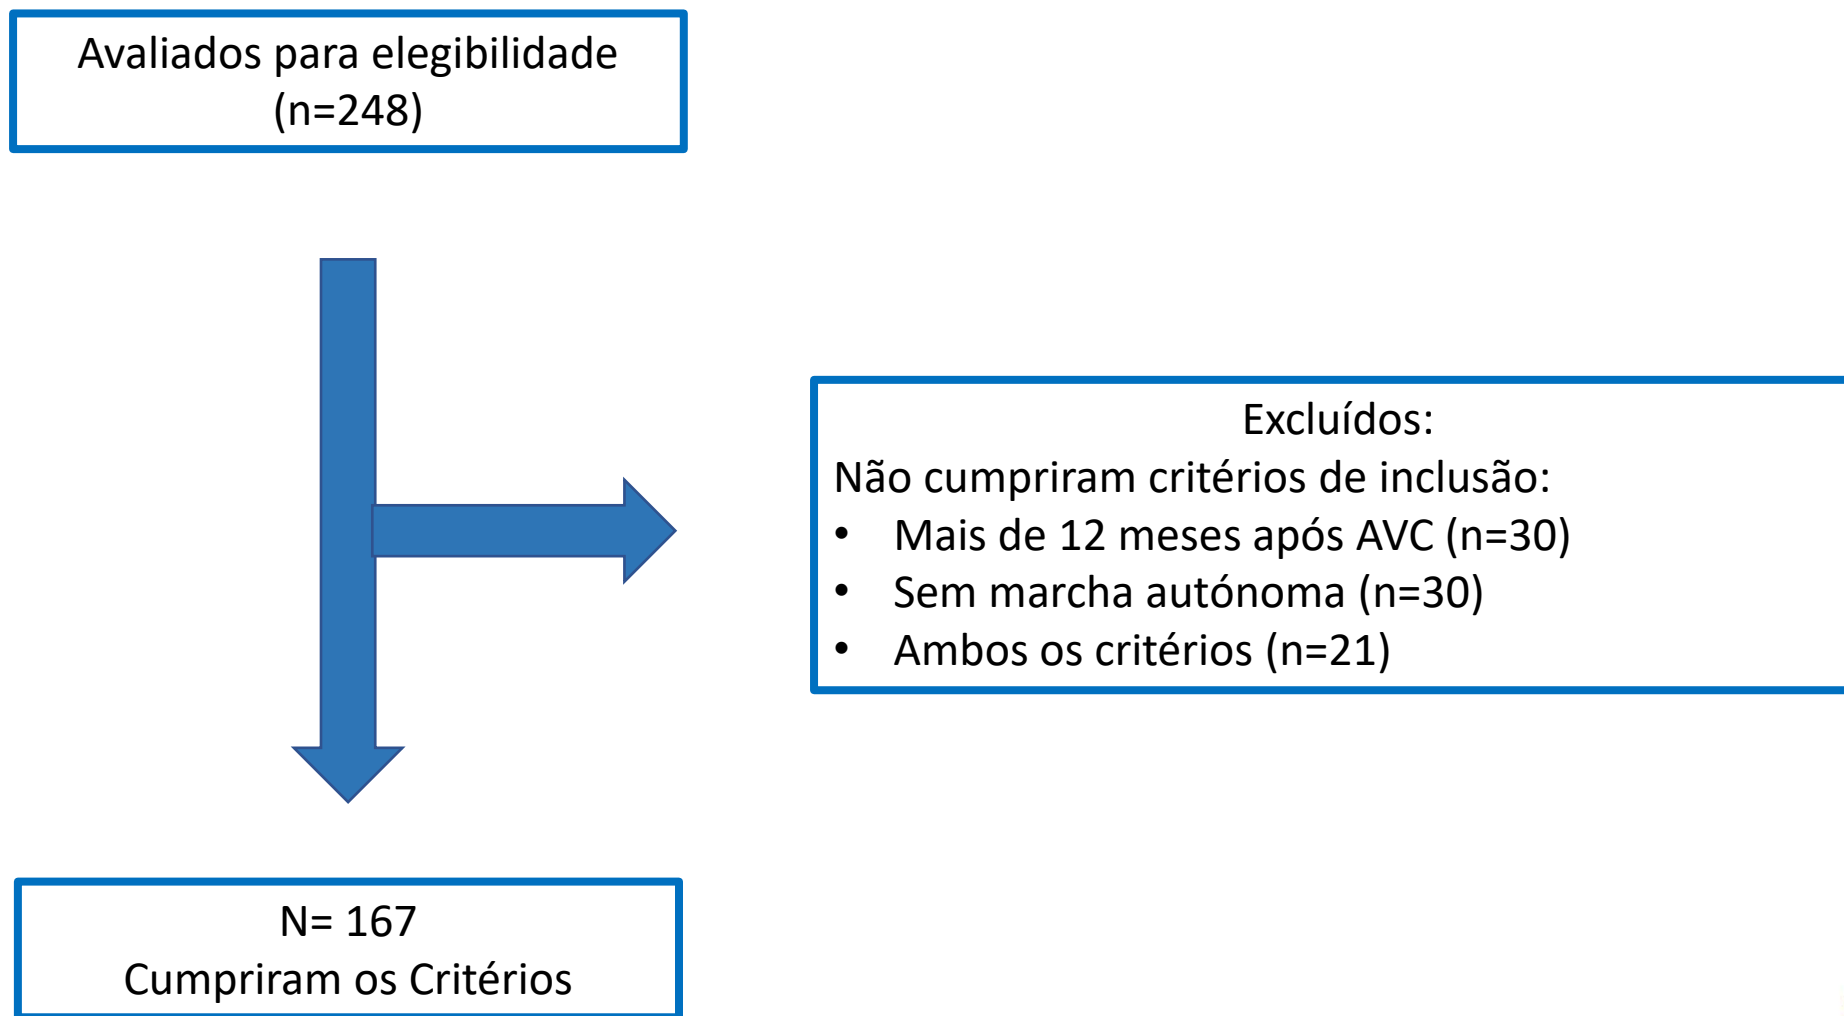 Avaliados para elegibilidade
(n=248)
Excluídos:
Não cumpriram critérios de inclusão:
• Mais de 12 meses após AVC (n=30)
• Sem marcha autónoma (n=30)
• Ambos os critérios (n=21)
N= 167
Cumpriram os Critérios